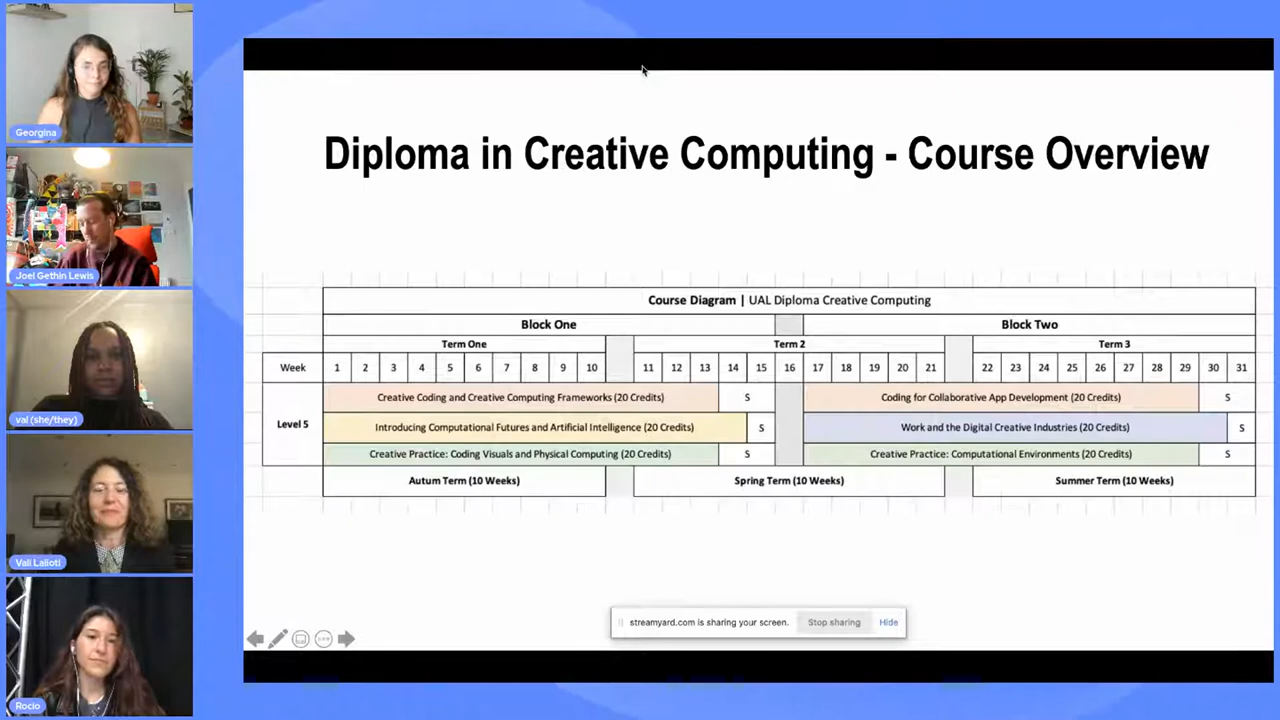 Georgina
Joel Gethin Lewis
val (she/they)
Vali Lalioti
Rocio
Diploma in Creative Computing - Course Overview
Course Diagram | UAL Diploma Creative Computing
Block One Block Two
Term One Term 2 Term 3
Week 1 2 3 4 5 6 7 8 9 10 11 12 13 14 15 16 17 18 19 20 21 22 23 24 25 26 27 28 29 30 31
Level 5
Creative Coding and Creative Computing Frameworks (20 Credits) S Coding for Collaborative App Development (20 Credits) S
Introducing Computational Futures and Artificial Intelligence (20 Credits) S Work and the Digital Creative Industries (20 Credits) S
Creative Practice: Coding Visuals and Physical Computing (20 Credits) S Creative Practice: Computational Environments (20 Credits) S
Autum Term (10 Weeks) Spring Term (10 Weeks) Summer Term (10 Weeks)
streamyard.com is sharing your screen. Stop sharing Hide